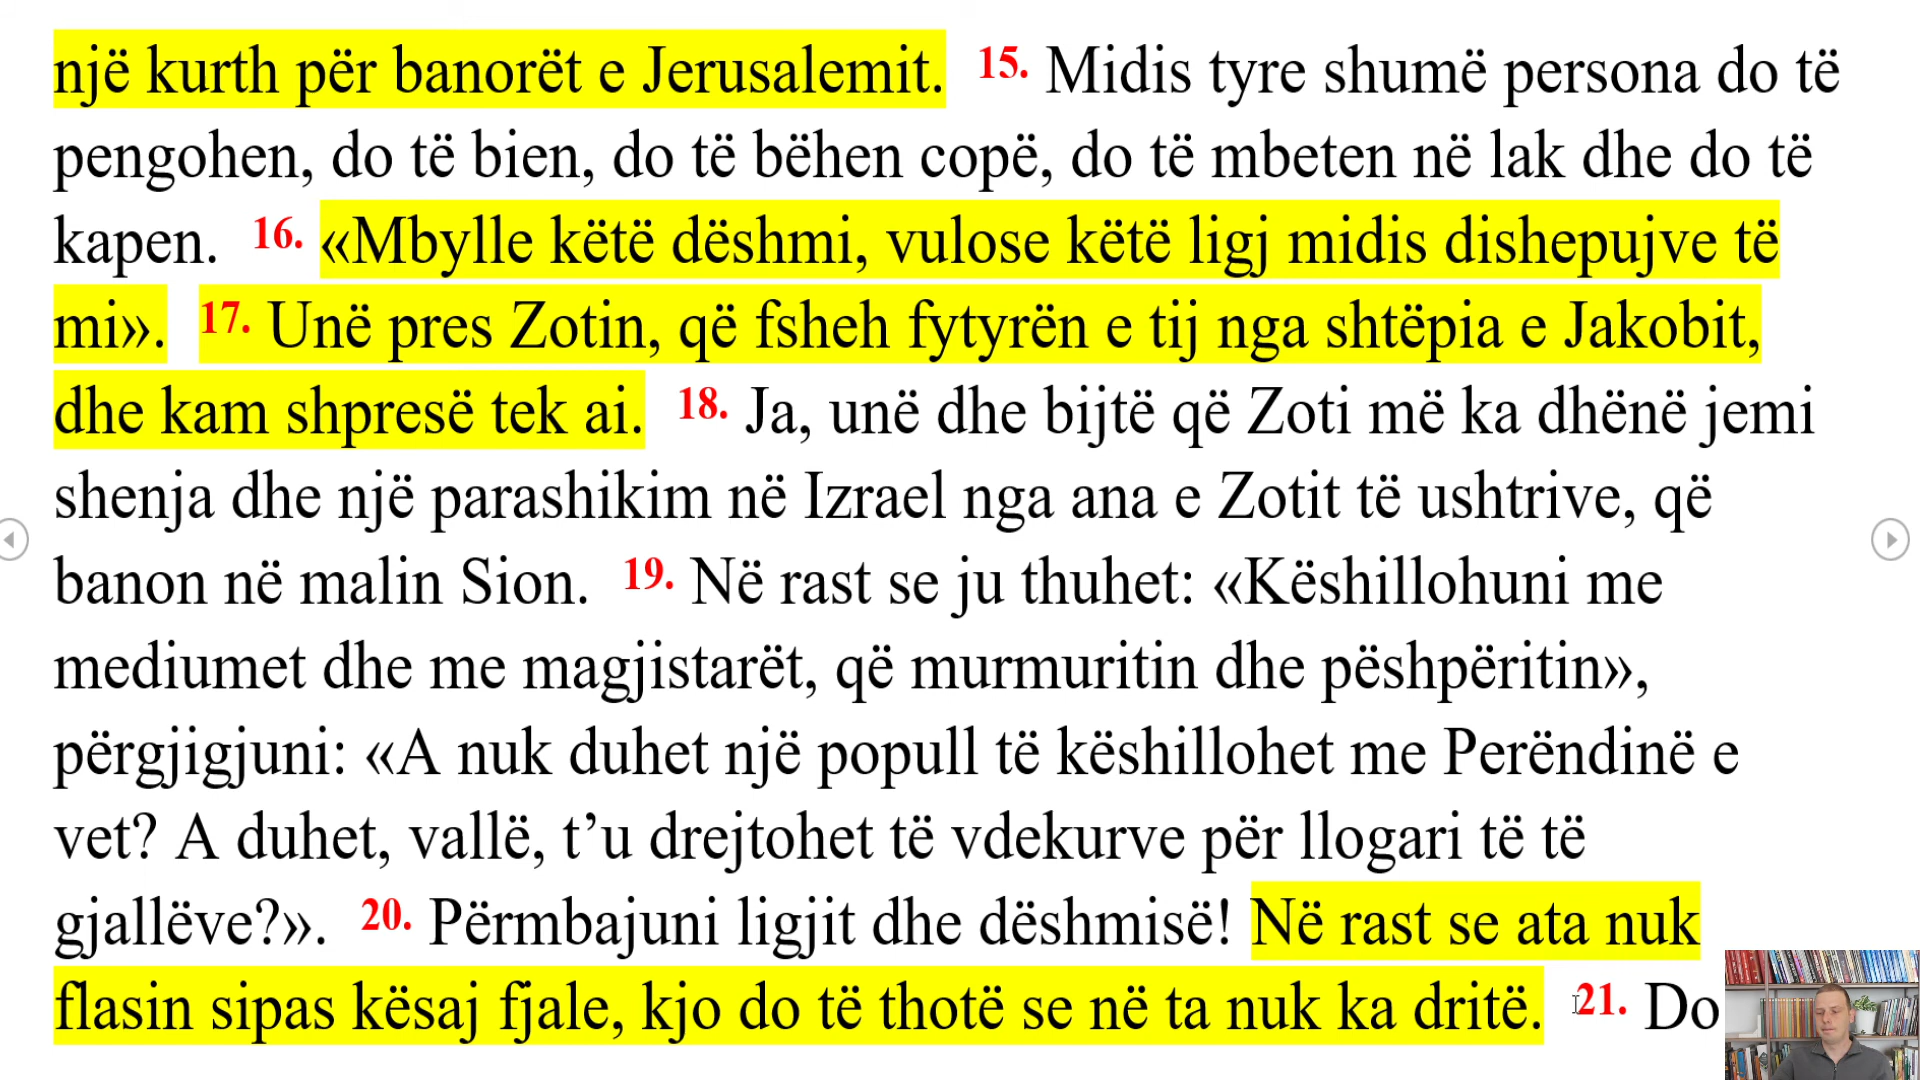 një kurth për banorët e Jerusalemit. 15. Midis tyre shumë persona do të
pengohen, do të bien, do të bëhen copë, do të mbeten në lak dhe do të
kapen. 16. «Mbylle këtë dëshmi, vulose këtë ligj midis dishepujve të
mi». 17. Unë pres Zotin, që fsheh fytyrën e tij nga shtëpia e Jakobit,
dhe kam shpresë tek ai. 18. Ja, unë dhe bijtë që Zoti më ka dhënë jemi
shenja dhe një parashikim në Izrael nga ana e Zotit të ushtrive, që
banon në malin Sion. 19. Në rast se ju thuhet: «Këshillohuni me
mediumet dhe me magjistarët, që murmuritin dhe pëshpëritin»,
përgjigjuni: «A nuk duhet një popull të këshillohet me Perëndinë e
vet? A duhet, vallë, t’u drejtohet të vdekurve për llogari të të
gjallëve?». 20. Përmbajuni ligjit dhe dëshmisë! Në rast se ata nuk
flasin sipas kësaj fjale, kjo do të thotë se në ta nuk ka dritë. 21. Do